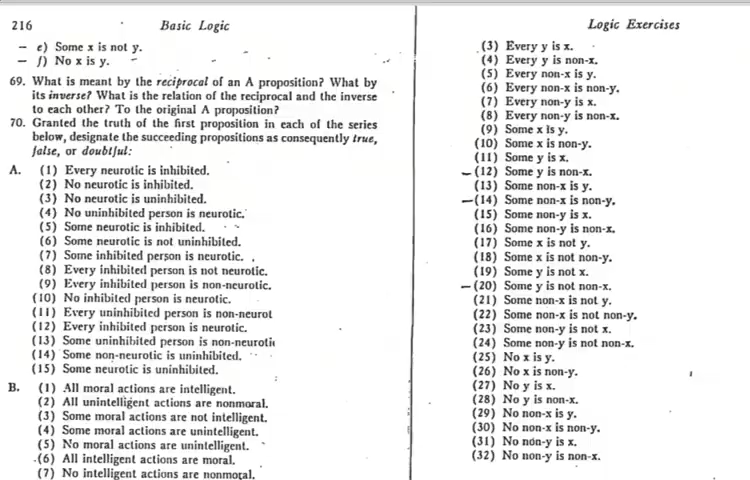 216 Basic Logic
– e) Some x is not y.
– f) No x is y.
69. What is meant by the reciprocal of an A proposition? What by
its inverse? What is the relation of the reciprocal and the inverse
to each other? To the original A proposition?
70. Granted the truth of the first proposition in each of the series
below, designate the succeeding propositions as consequently true,
false, or doubtful:
A. (1) Every neurotic is inhibited.
(2) No neurotic is inhibited.
(3) No neurotic is uninhibited.
(4) No uninhibited person is neurotic.
(5) Some neurotic is inhibited.
(6) Some neurotic is not uninhibited.
(7) Some inhibited person is neurotic.
(8) Every inhibited person is not neurotic.
(9) Every inhibited person is non-neurotic.
(10) No inhibited person is neurotic.
(11) Every uninhibited person is non-neurot
(12) Every inhibited person is neurotic.
(13) Some uninhibited person is non-neuroti
(14) Some non-neurotic is uninhibited.
(15) Some neurotic is uninhibited.
B. (1) All moral actions are intelligent.
(2) All unintelligent actions are nonmoral.
(3) Some moral actions are not intelligent.
(4) Some moral actions are unintelligent.
(5) No moral actions are unintelligent.
(6) All intelligent actions are moral.
(7) No intelligent actions are nonmoral.
Logic Exercises
(3) Every y is x.
(4) Every y is non-x.
(5) Every non-x is y.
(6) Every non-x is non-y.
(7) Every non-y is x.
(8) Every non-y is non-x.
(9) Some x is y.
(10) Some x is non-y.
(11) Some y is x.
–(12) Some y is non-x.
(13) Some non-x is y.
–(14) Some non-x is non-y.
(15) Some non-y is x.
(16) Some non-y is non-x.
(17) Some x is not y.
(18) Some x is not non-y.
(19) Some y is not x.
–(20) Some y is not non-x.
(21) Some non-x is not y.
(22) Some non-x is not non-y.
(23) Some non-y is not x.
(24) Some non-y is not non-x.
(25) No x is y.
(26) No x is non-y.
(27) No y is x.
(28) No y is non-x.
(29) No non-x is y.
(30) No non-x is non-y.
(31) No non-y is x.
(32) No non-y is non-x.